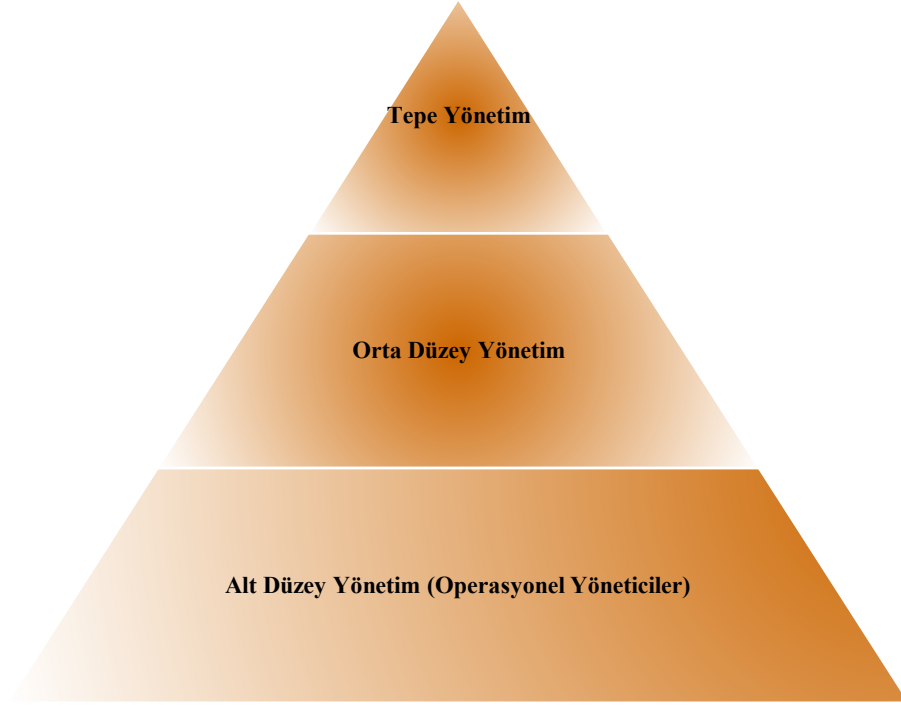 Tepe Yönetim
Orta Düzey Yönetim
Alt Düzey Yönetim (Operasyonel Yöneticiler)